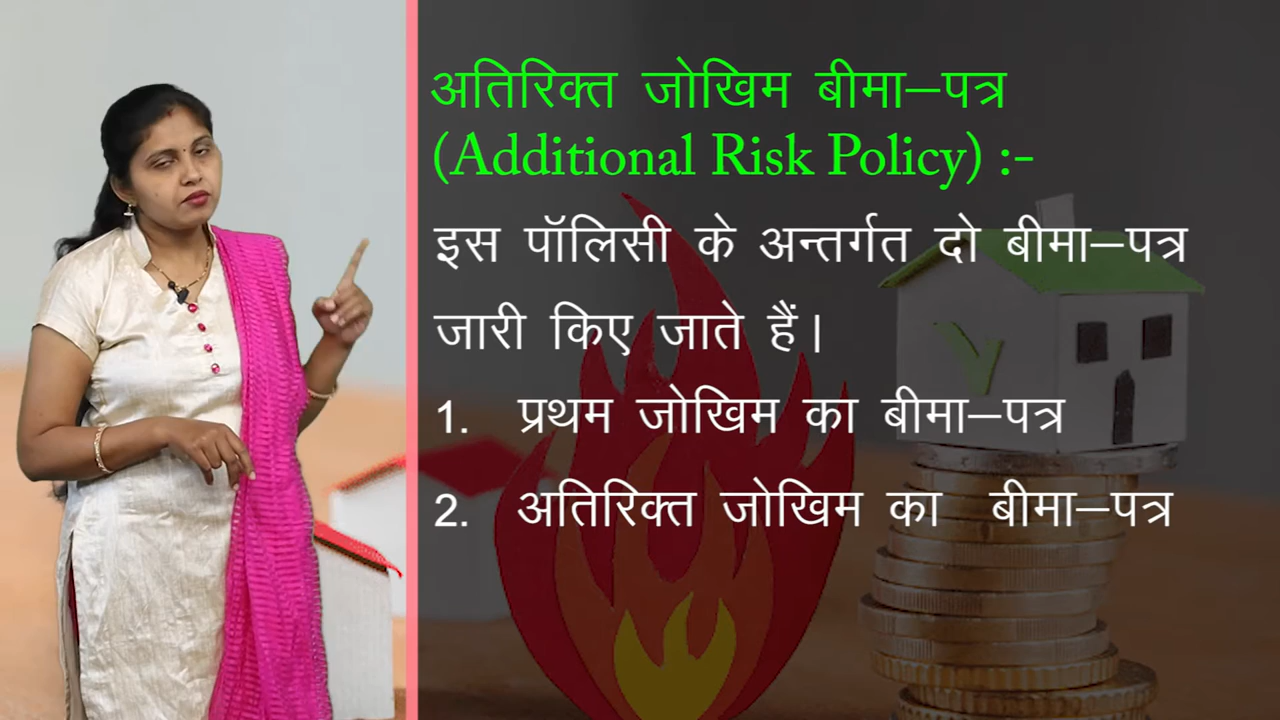 अतिरिक्त जोखिम बीमा–पत्र
(Additional Risk Policy) :-
इस पॉलिसी के अन्तर्गत दो बीमा–पत्र
जारी किए जाते हैं।
1. प्रथम जोखिम का बीमा–पत्र
2. अतिरिक्त जोखिम का बीमा–पत्र